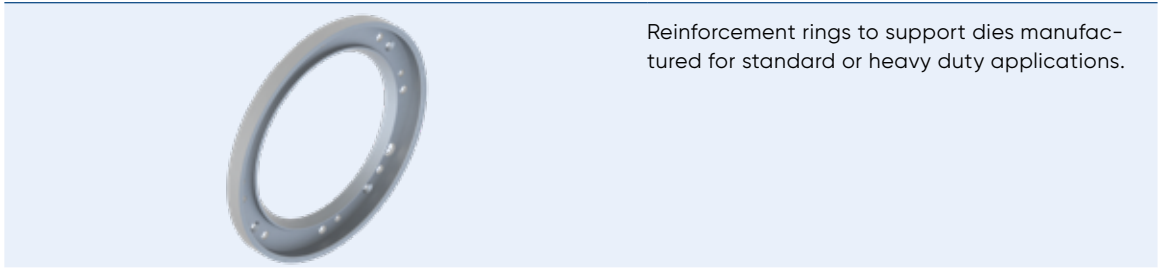 Reinforcement rings to support dies manufac-
tured for standard or heavy duty applications.